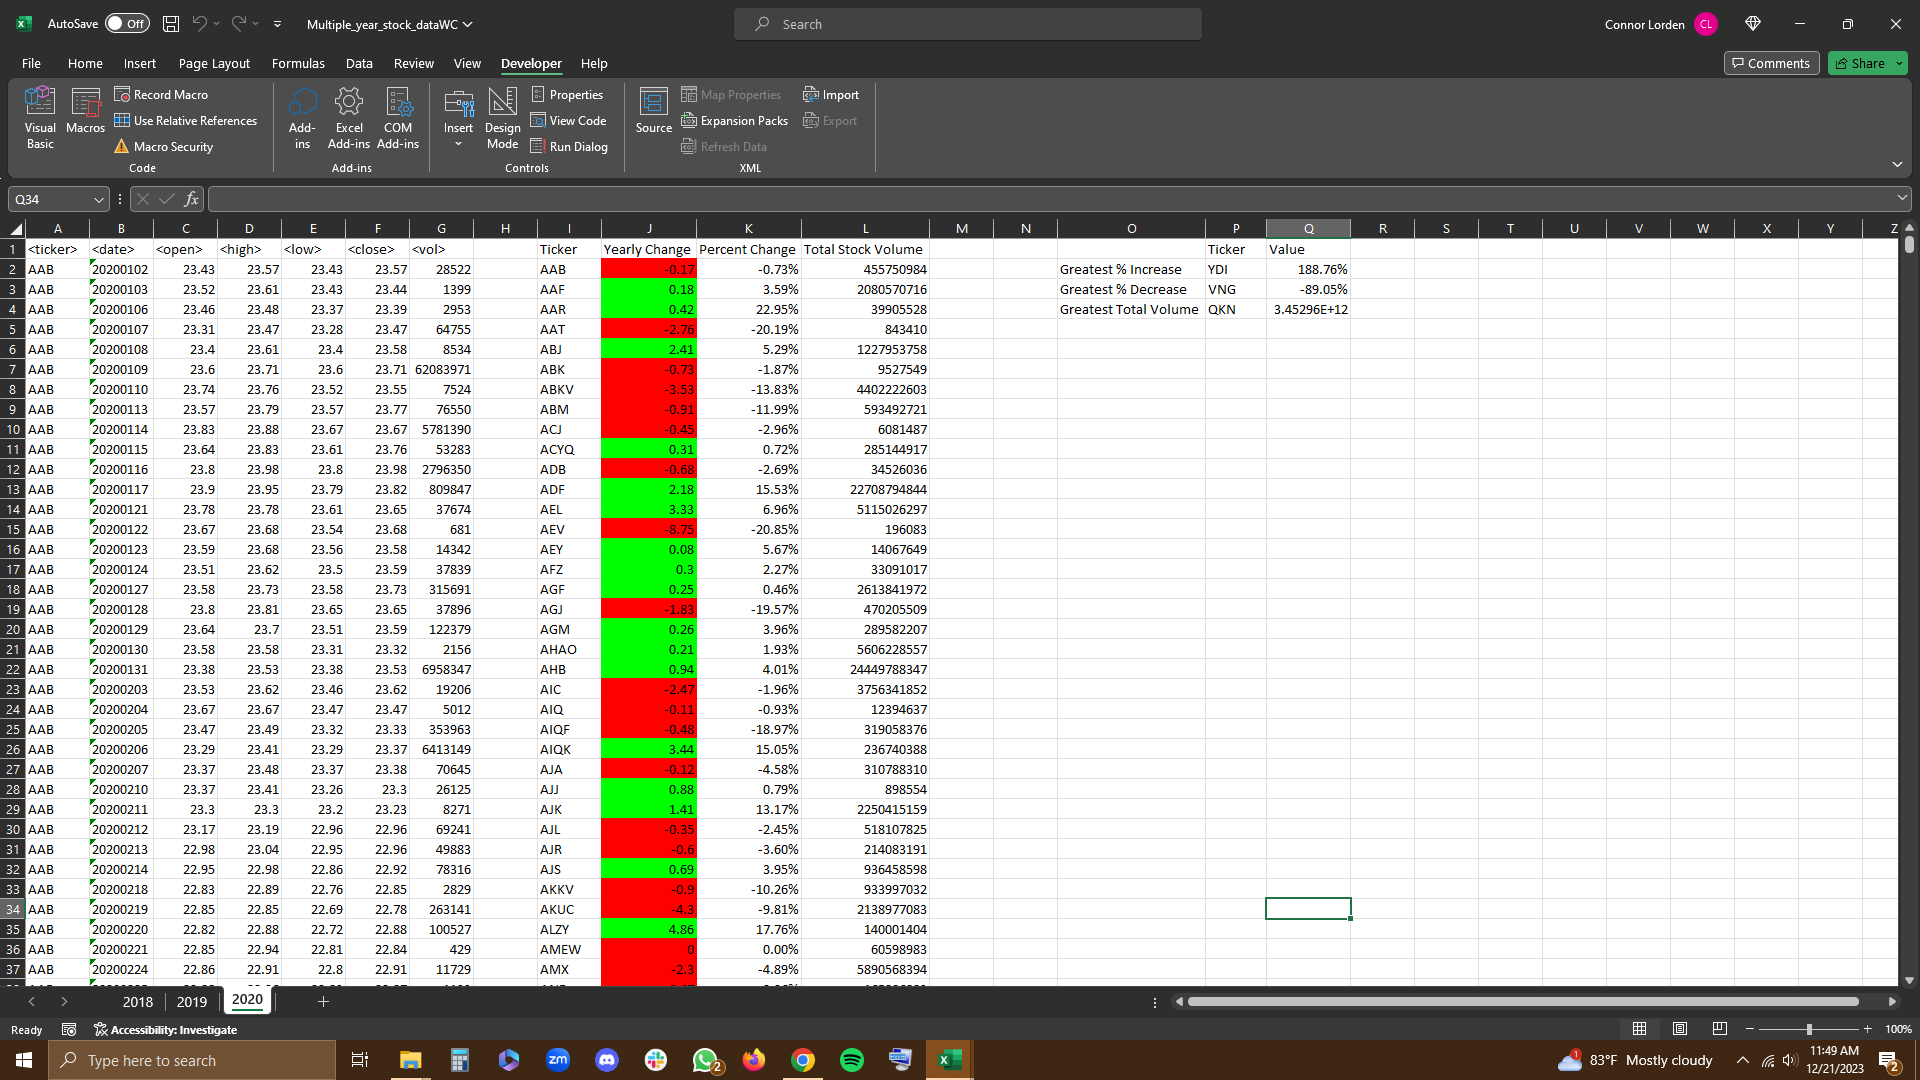 AutoSave Off Multiple_year_stock_dataWC Search Connor Lorden CL
File Home Insert Page Layout Formulas Data Review View Developer Help Comments Share
Visual Basic Macros Record Macro Use Relative References Macro Security Code
Add-ins Excel Add-ins COM Add-ins Add-ins
Insert Design Mode Properties View Code Run Dialog Controls
Source Map Properties Expansion Packs Refresh Data Import Export XML
Q34 fx
A B C D E F G H I J K L M N O P Q R S T U V W X Y Z
1 <ticker> <date> <open> <high> <low> <close> <vol> Ticker Yearly Change Percent Change Total Stock Volume Ticker Value
2 AAB 20200102 23.43 23.57 23.43 23.57 28522 AAB -0.17 -0.73% 455750984 Greatest % Increase YDI 188.76%
3 AAB 20200103 23.52 23.61 23.43 23.44 1399 AAF 0.18 3.59% 2080570716 Greatest % Decrease VNG -89.05%
4 AAB 20200106 23.46 23.48 23.37 23.39 2953 AAR 0.42 22.95% 39905528 Greatest Total Volume QKN 3.45296E+12
5 AAB 20200107 23.31 23.47 23.28 23.47 64755 AAT -2.76 -20.19% 843410
6 AAB 20200108 23.4 23.61 23.4 23.58 8534 ABJ 2.41 5.29% 1227953758
7 AAB 20200109 23.6 23.71 23.6 23.71 62083971 ABK -0.73 -1.87% 9527549
8 AAB 20200110 23.74 23.76 23.52 23.55 7524 ABKV -3.53 -13.83% 4402222603
9 AAB 20200113 23.57 23.79 23.57 23.77 76550 ABM -0.91 -11.99% 593492721
10 AAB 20200114 23.83 23.88 23.67 23.67 5781390 ACJ -0.45 -2.96% 6081487
11 AAB 20200115 23.64 23.83 23.61 23.76 53283 ACYQ 0.31 0.72% 285144917
12 AAB 20200116 23.8 23.98 23.8 23.98 2796350 ADB -0.68 -2.69% 34526036
13 AAB 20200117 23.9 23.95 23.79 23.82 809847 ADF 2.18 15.53% 22708794844
14 AAB 20200121 23.78 23.78 23.61 23.65 37674 AEL 3.33 6.96% 5115026297
15 AAB 20200122 23.67 23.68 23.54 23.68 681 AEV -8.75 -20.85% 196083
16 AAB 20200123 23.59 23.68 23.56 23.58 14342 AEY 0.08 5.67% 14067649
17 AAB 20200124 23.51 23.62 23.5 23.59 37839 AFZ 0.3 2.27% 33091017
18 AAB 20200127 23.58 23.73 23.58 23.73 315691 AGF 0.25 0.46% 2613841972
19 AAB 20200128 23.8 23.81 23.65 23.65 37896 AGJ -1.83 -19.57% 470205509
20 AAB 20200129 23.64 23.7 23.51 23.59 122379 AGM 0.26 3.96% 289582207
21 AAB 20200130 23.58 23.58 23.31 23.32 2156 AHAO 0.21 1.93% 5606228557
22 AAB 20200131 23.38 23.53 23.38 23.53 6958347 AHB 0.94 4.01% 24449788347
23 AAB 20200203 23.53 23.62 23.46 23.62 19206 AIC -2.47 -1.96% 3756341852
24 AAB 20200204 23.67 23.67 23.47 23.47 5012 AIQ -0.11 -0.93% 12394637
25 AAB 20200205 23.47 23.49 23.32 23.33 353963 AIQF -0.48 -18.97% 319058376
26 AAB 20200206 23.29 23.41 23.29 23.37 6413149 AIQK 3.44 15.05% 236740388
27 AAB 20200207 23.37 23.48 23.37 23.38 70645 AJA -0.12 -4.58% 310788310
28 AAB 20200210 23.37 23.41 23.26 23.3 26125 AJJ 0.88 0.79% 898554
29 AAB 20200211 23.3 23.3 23.2 23.23 8271 AJK 1.41 13.17% 2250415159
30 AAB 20200212 23.17 23.19 22.96 22.96 69241 AJL -0.35 -2.45% 518107825
31 AAB 20200213 22.98 23.04 22.95 22.96 49883 AJR -0.6 -3.60% 214083191
32 AAB 20200214 22.95 22.98 22.86 22.92 78316 AJS 0.69 3.95% 936458598
33 AAB 20200218 22.83 22.89 22.76 22.85 2829 AKKV -0.9 -10.26% 933997032
34 AAB 20200219 22.85 22.85 22.69 22.78 263141 AKUC -4.3 -9.81% 2138977083
35 AAB 20200220 22.82 22.88 22.72 22.88 100527 ALZY 4.86 17.76% 140001404
36 AAB 20200221 22.85 22.94 22.81 22.84 429 AMEW 0 0.00% 60598983
37 AAB 20200224 22.86 22.91 22.8 22.91 11729 AMX -2.3 -4.89% 5890568394
2018 2019 2020
Ready Accessibility: Investigate 100%
Type here to search zm 2 1 83°F Mostly cloudy 11:49 AM
12/21/2023 2